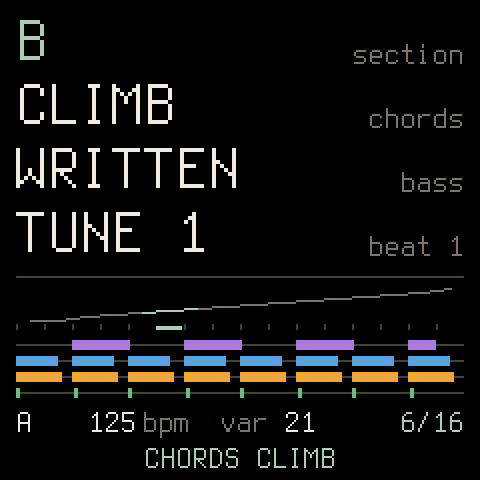 B section
CLIMB chords
WRITTEN bass
TUNE 1 beat 1
A 125 bpm var 21 6/16
CHORDS CLIMB